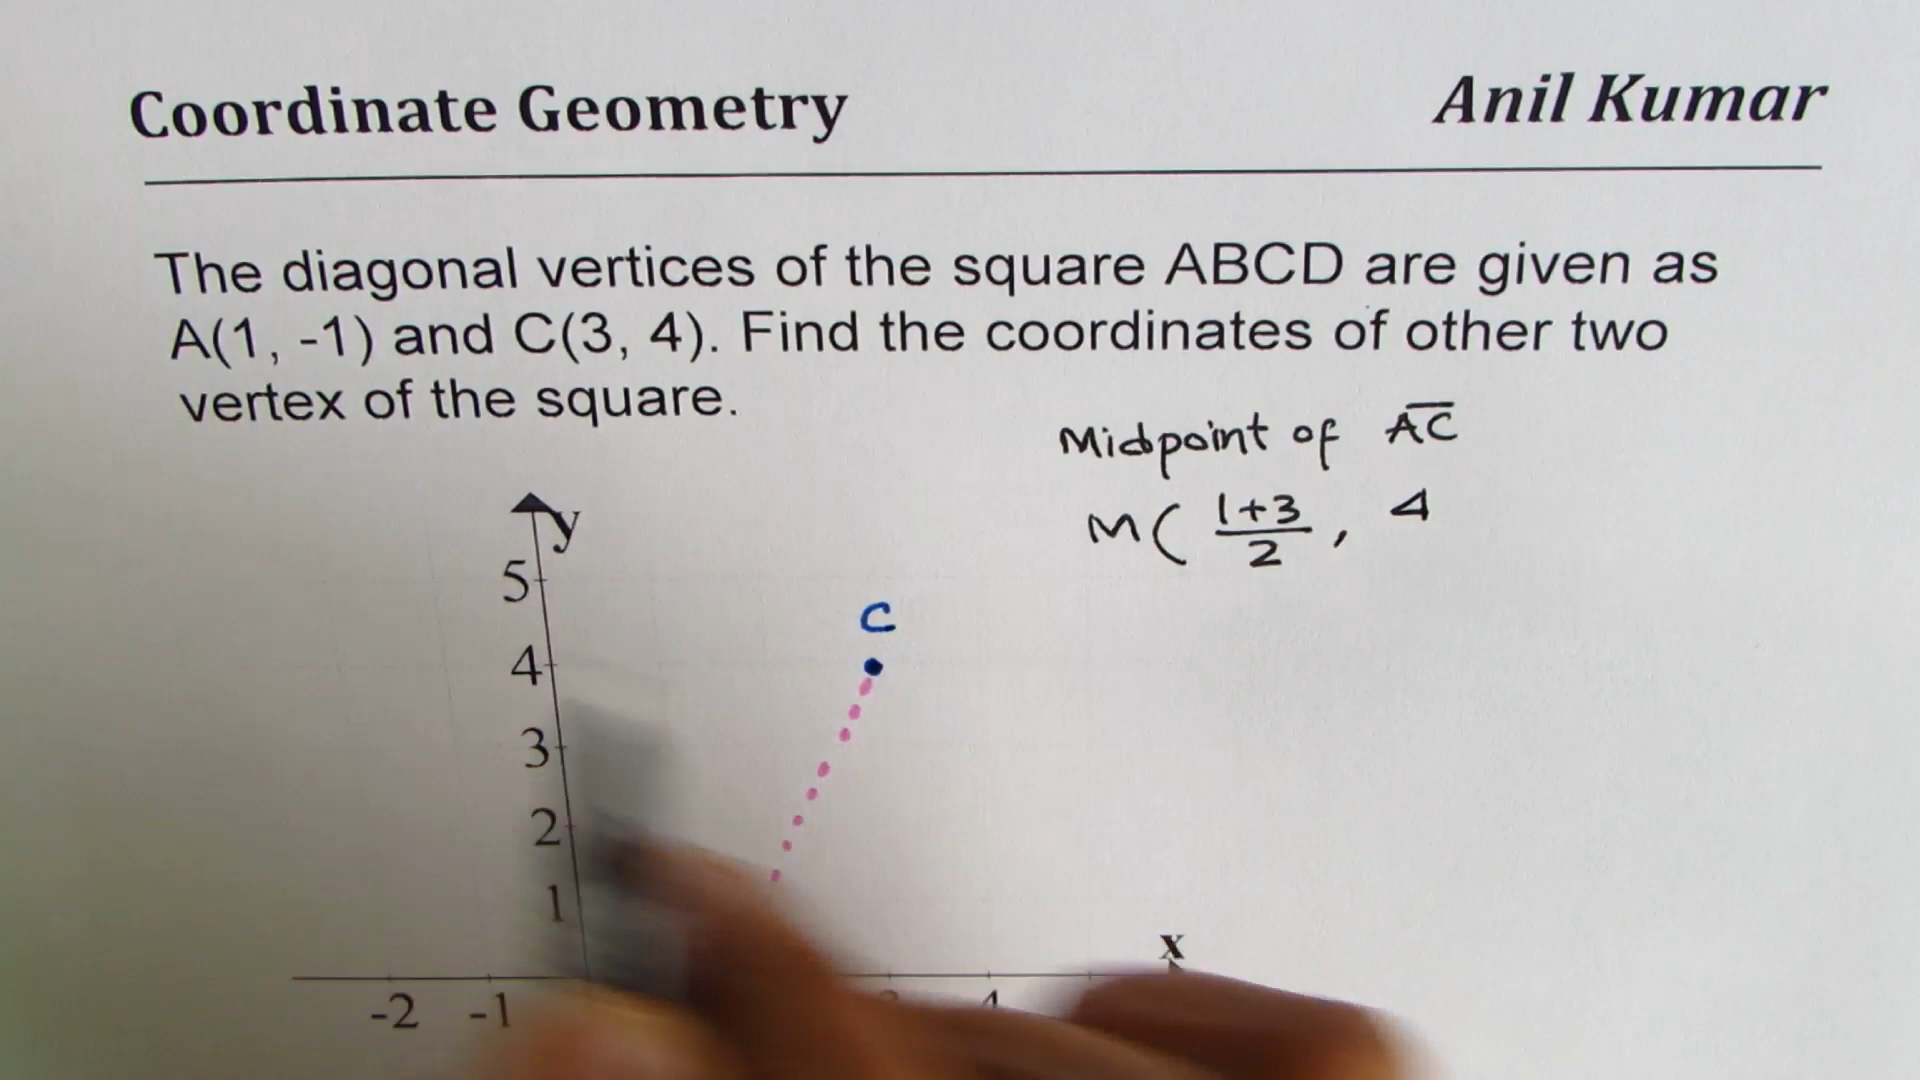 Coordinate Geometry
Anil Kumar
The diagonal vertices of the square ABCD are given as
A(1, -1) and C(3, 4). Find the coordinates of other two
vertex of the square.
Midpoint of A̅C̅
M( 1+3/2 , 4
y
5
C
4
3
2
1
x
-2 -1